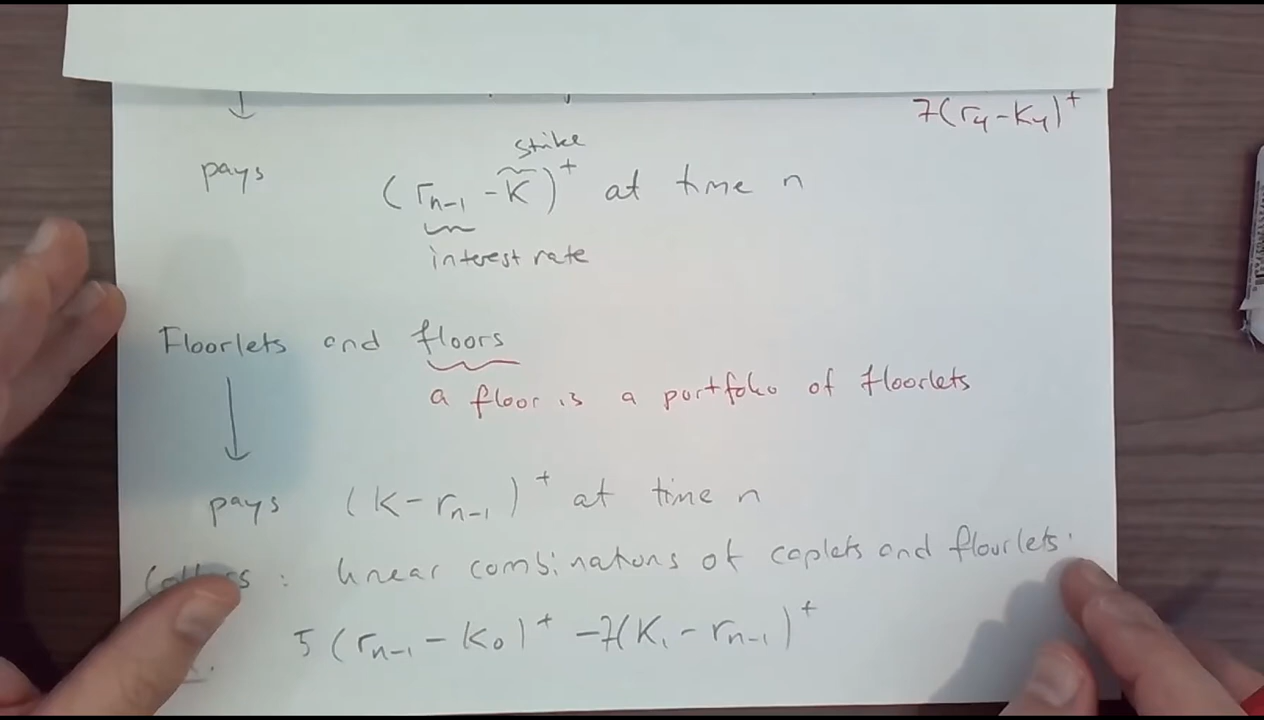 7(r₄-K₄)⁺
strike
pays (rₙ₋₁ - K)⁺ at time n
interest rate
Floorlets and floors
a floor is a portfolio of floorlets
pays (K-rₙ₋₁)⁺ at time n
: linear combinations of caplets and flourlets:
5(rₙ₋₁ - K₀)⁺ -7(K₁ - rₙ₋₁)⁺